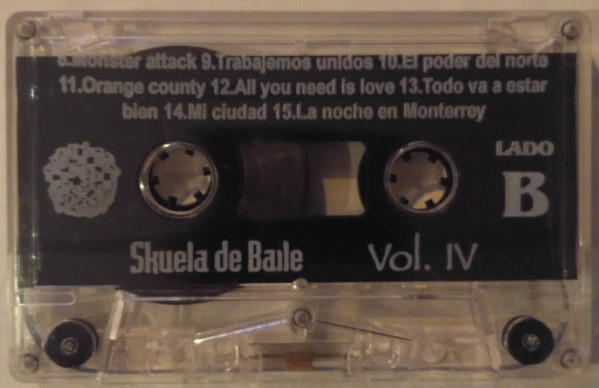 8.Monster attack 9.Trabajemos unidos 10.El poder del norte
11.Orange county 12.All you need is love 13.Todo va a estar
bien 14.Mi ciudad 15.La noche en Monterrey
LADO
B
Skuela de Baile Vol. IV